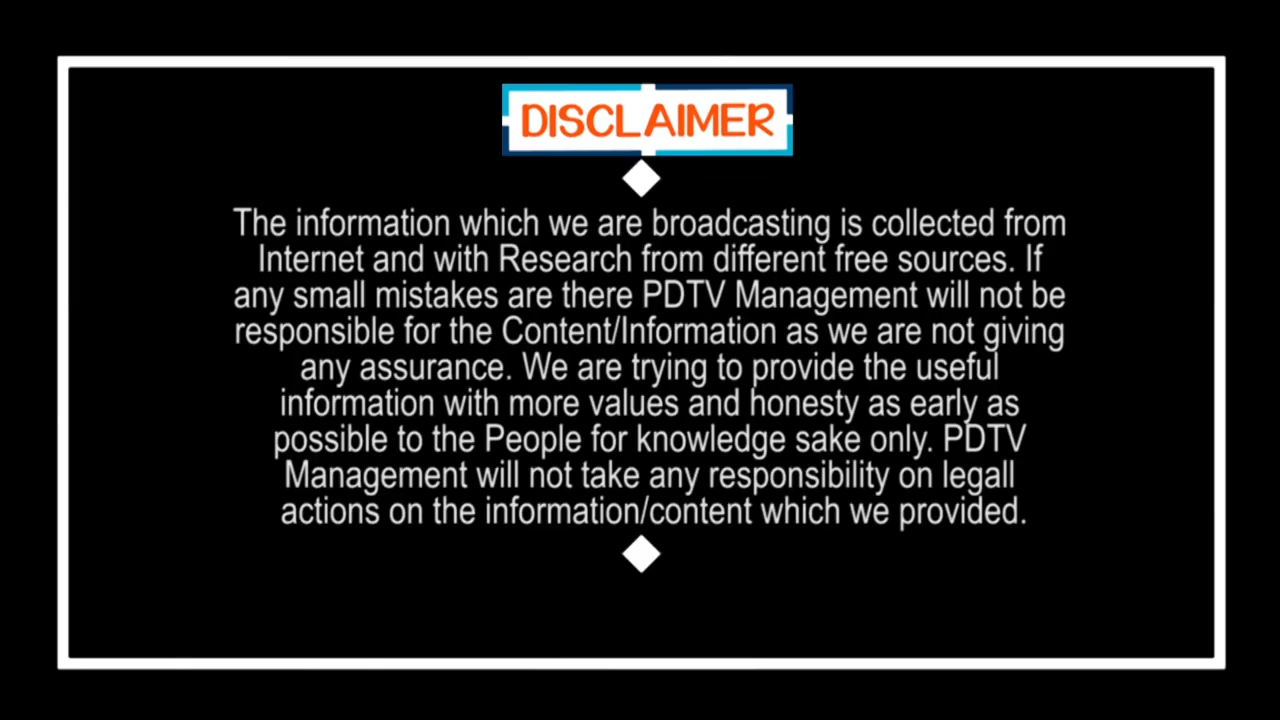 DISCLAIMER
The information which we are broadcasting is collected from
Internet and with Research from different free sources. If
any small mistakes are there PDTV Management will not be
responsible for the Content/Information as we are not giving
any assurance. We are trying to provide the useful
information with more values and honesty as early as
possible to the People for knowledge sake only. PDTV
Management will not take any responsibility on legall
actions on the information/content which we provided.